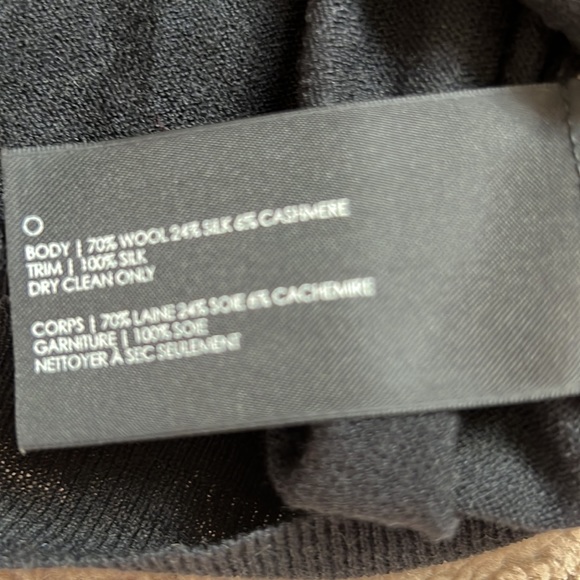 O
BODY | 70% WOOL 24% SILK 6% CASHMERE
TRIM | 100% SILK
DRY CLEAN ONLY
CORPS | 70% LAINE 24% SOIE 6% CACHEMIRE
GARNITURE | 100% SOIE
NETTOYER À SEC SEULEMENT